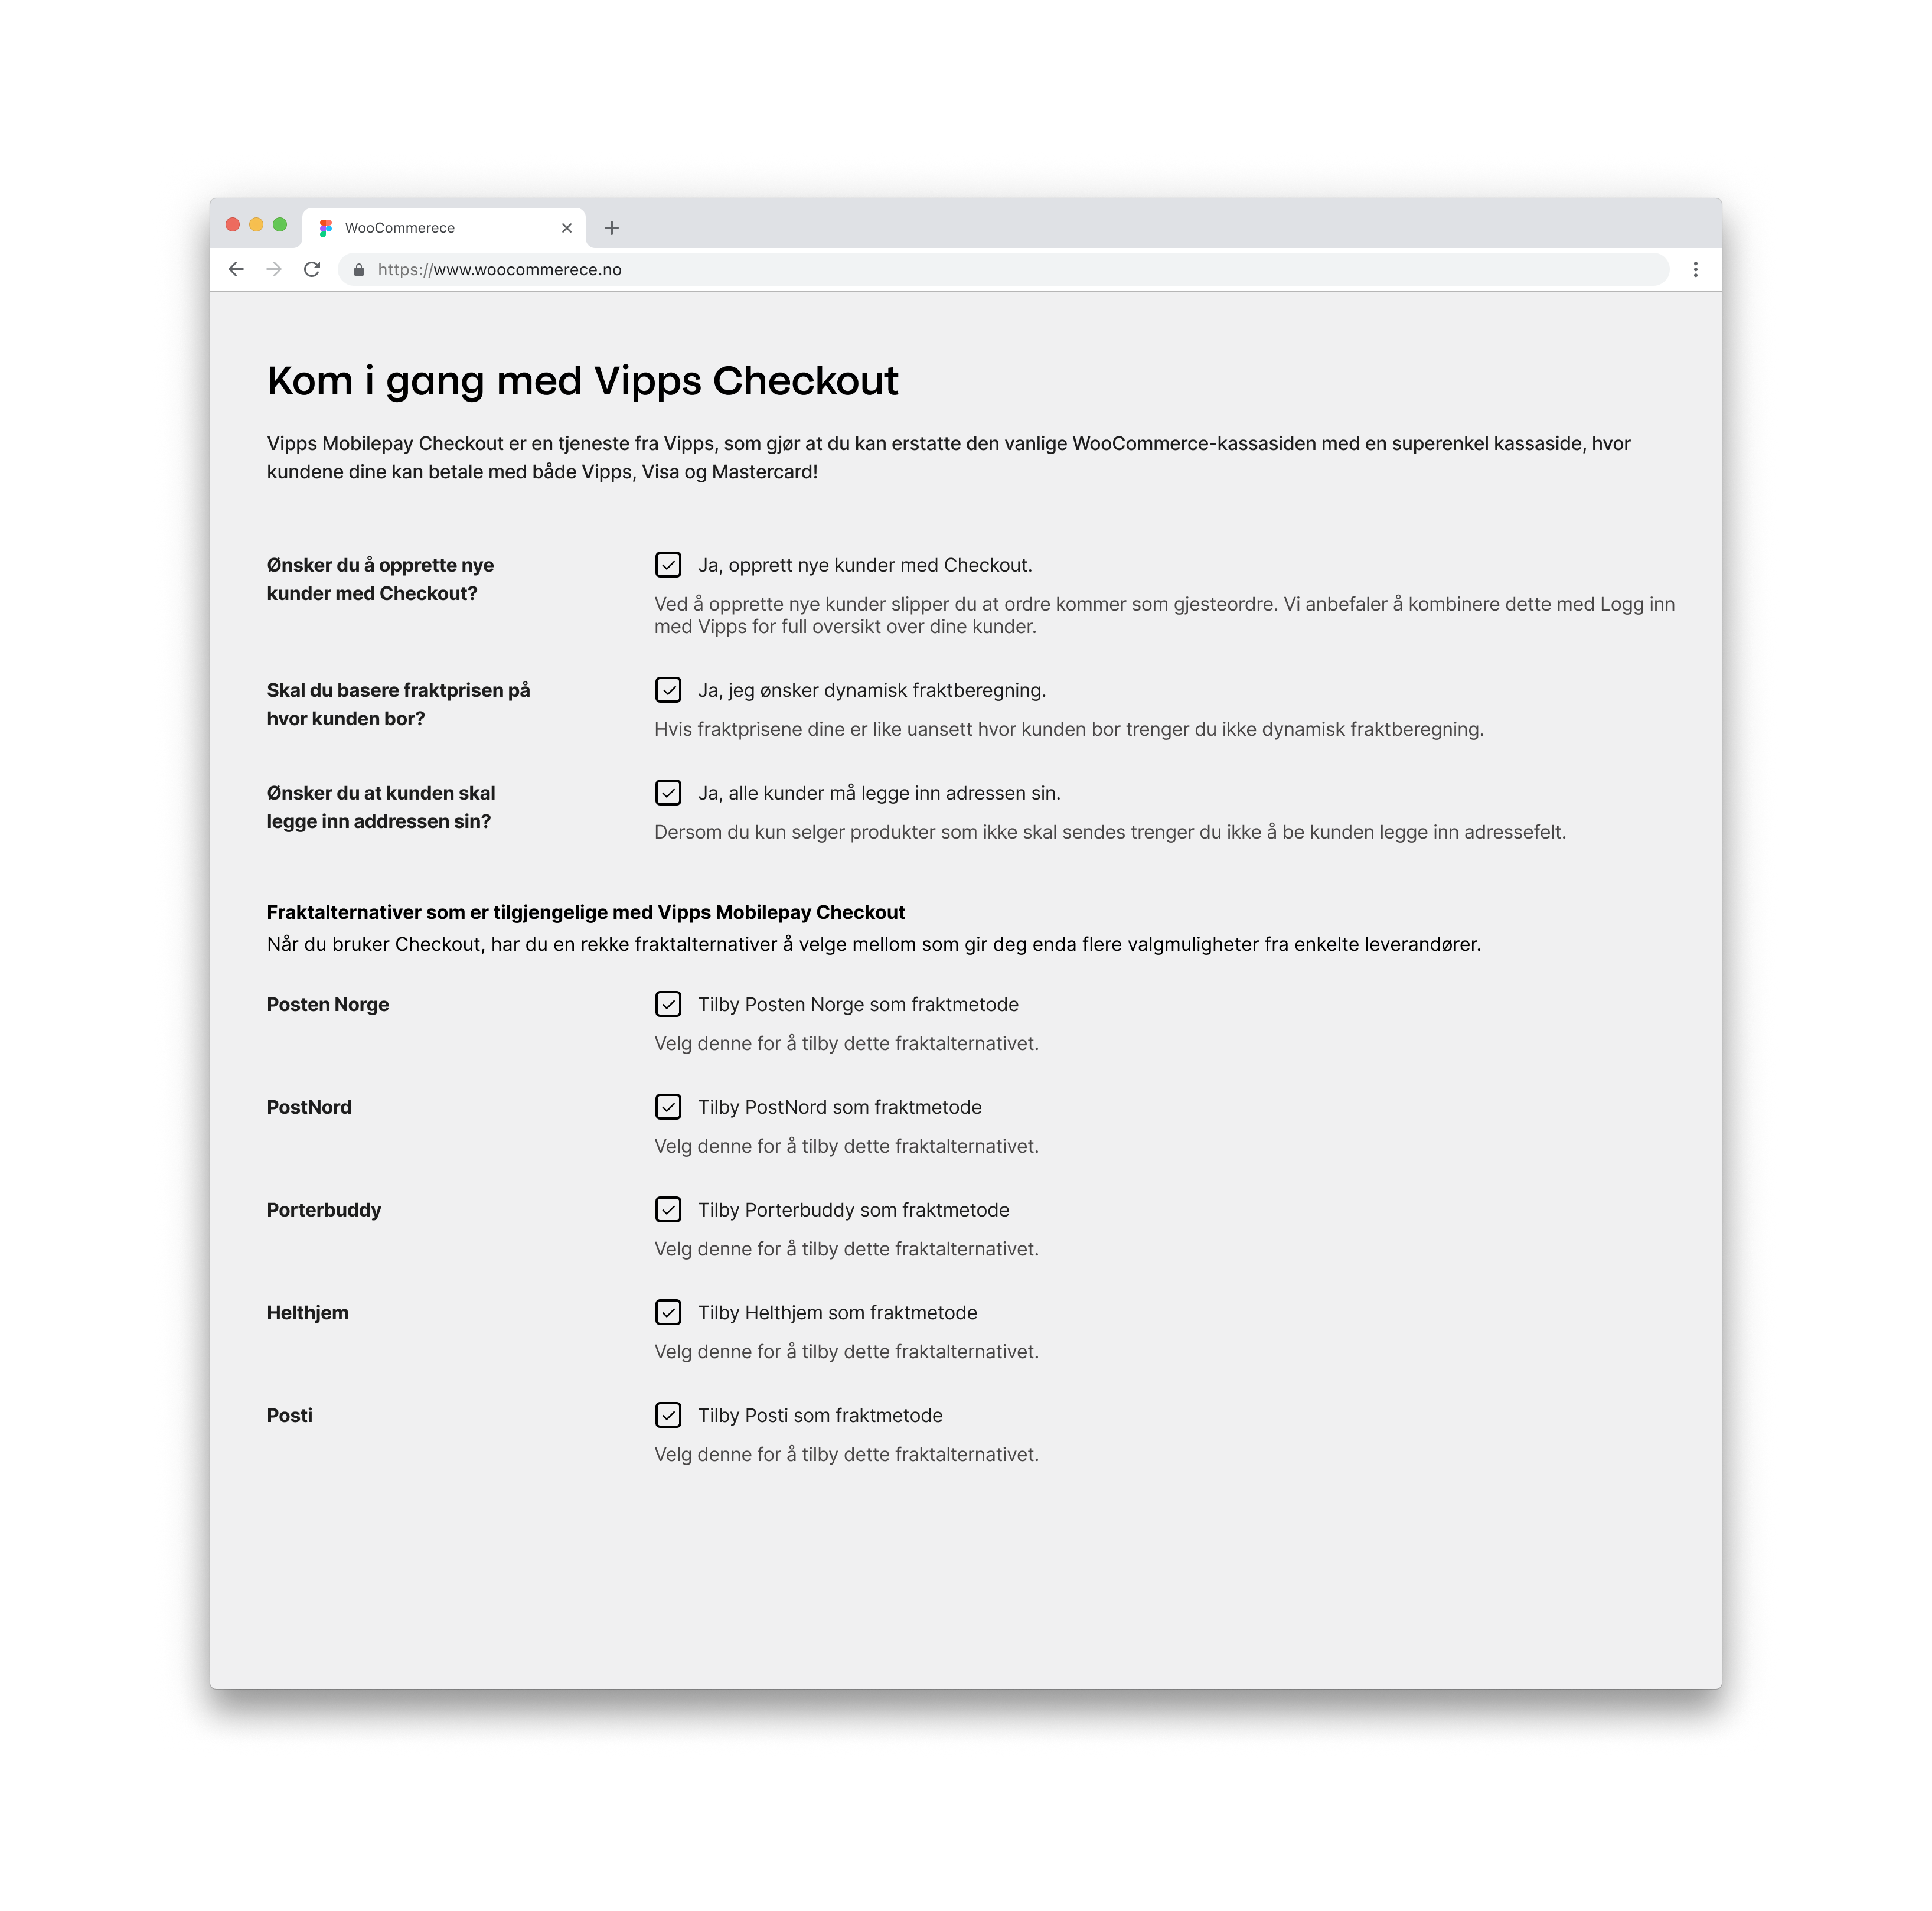 WooCommerece
https://www.woocommerece.no
Kom i gang med Vipps Checkout
Vipps Mobilepay Checkout er en tjeneste fra Vipps, som gjør at du kan erstatte den vanlige WooCommerce-kassasiden med en superenkel kassaside, hvor
kundene dine kan betale med både Vipps, Visa og Mastercard!
Ønsker du å opprette nye
kunder med Checkout?
Ja, opprett nye kunder med Checkout.
Ved å opprette nye kunder slipper du at ordre kommer som gjesteordre. Vi anbefaler å kombinere dette med Logg inn
med Vipps for full oversikt over dine kunder.
Skal du basere fraktprisen på
hvor kunden bor?
Ja, jeg ønsker dynamisk fraktberegning.
Hvis fraktprisene dine er like uansett hvor kunden bor trenger du ikke dynamisk fraktberegning.
Ønsker du at kunden skal
legge inn addressen sin?
Ja, alle kunder må legge inn adressen sin.
Dersom du kun selger produkter som ikke skal sendes trenger du ikke å be kunden legge inn adressefelt.
Fraktalternativer som er tilgjengelige med Vipps Mobilepay Checkout
Når du bruker Checkout, har du en rekke fraktalternativer å velge mellom som gir deg enda flere valgmuligheter fra enkelte leverandører.
Posten Norge
Tilby Posten Norge som fraktmetode
Velg denne for å tilby dette fraktalternativet.
PostNord
Tilby PostNord som fraktmetode
Velg denne for å tilby dette fraktalternativet.
Porterbuddy
Tilby Porterbuddy som fraktmetode
Velg denne for å tilby dette fraktalternativet.
Helthjem
Tilby Helthjem som fraktmetode
Velg denne for å tilby dette fraktalternativet.
Posti
Tilby Posti som fraktmetode
Velg denne for å tilby dette fraktalternativet.